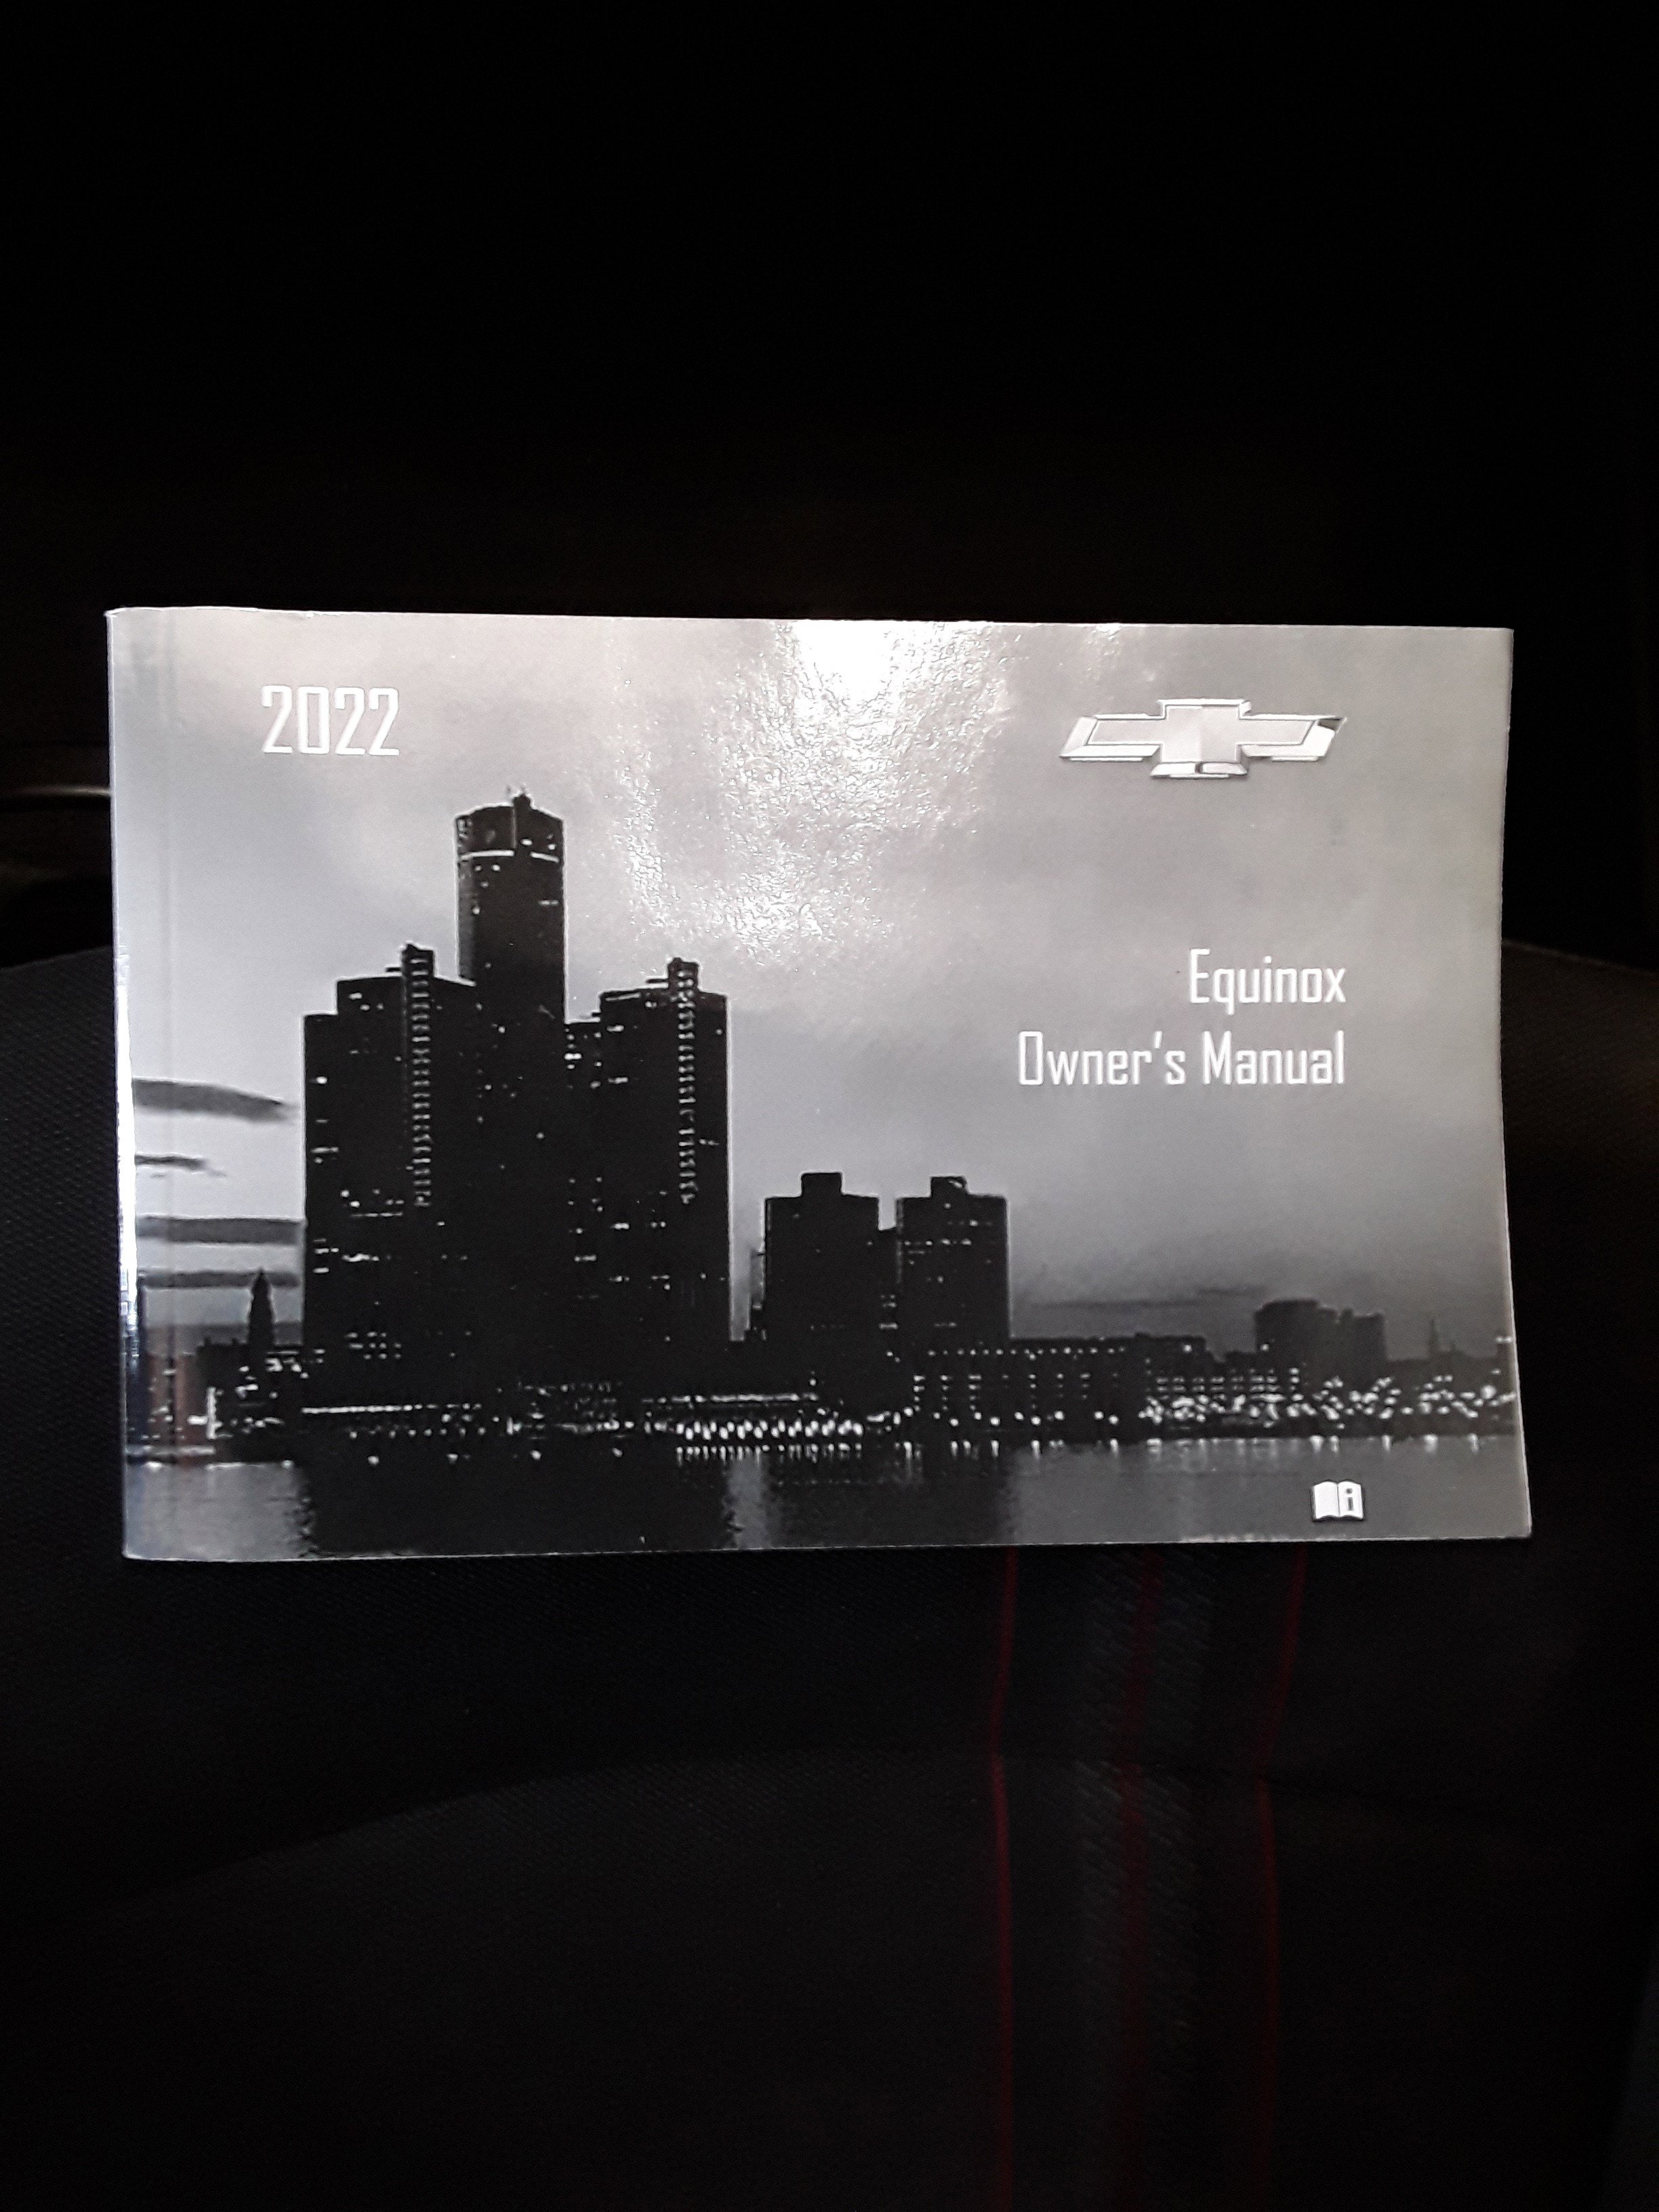 2022
Equinox
Owner's Manual
i